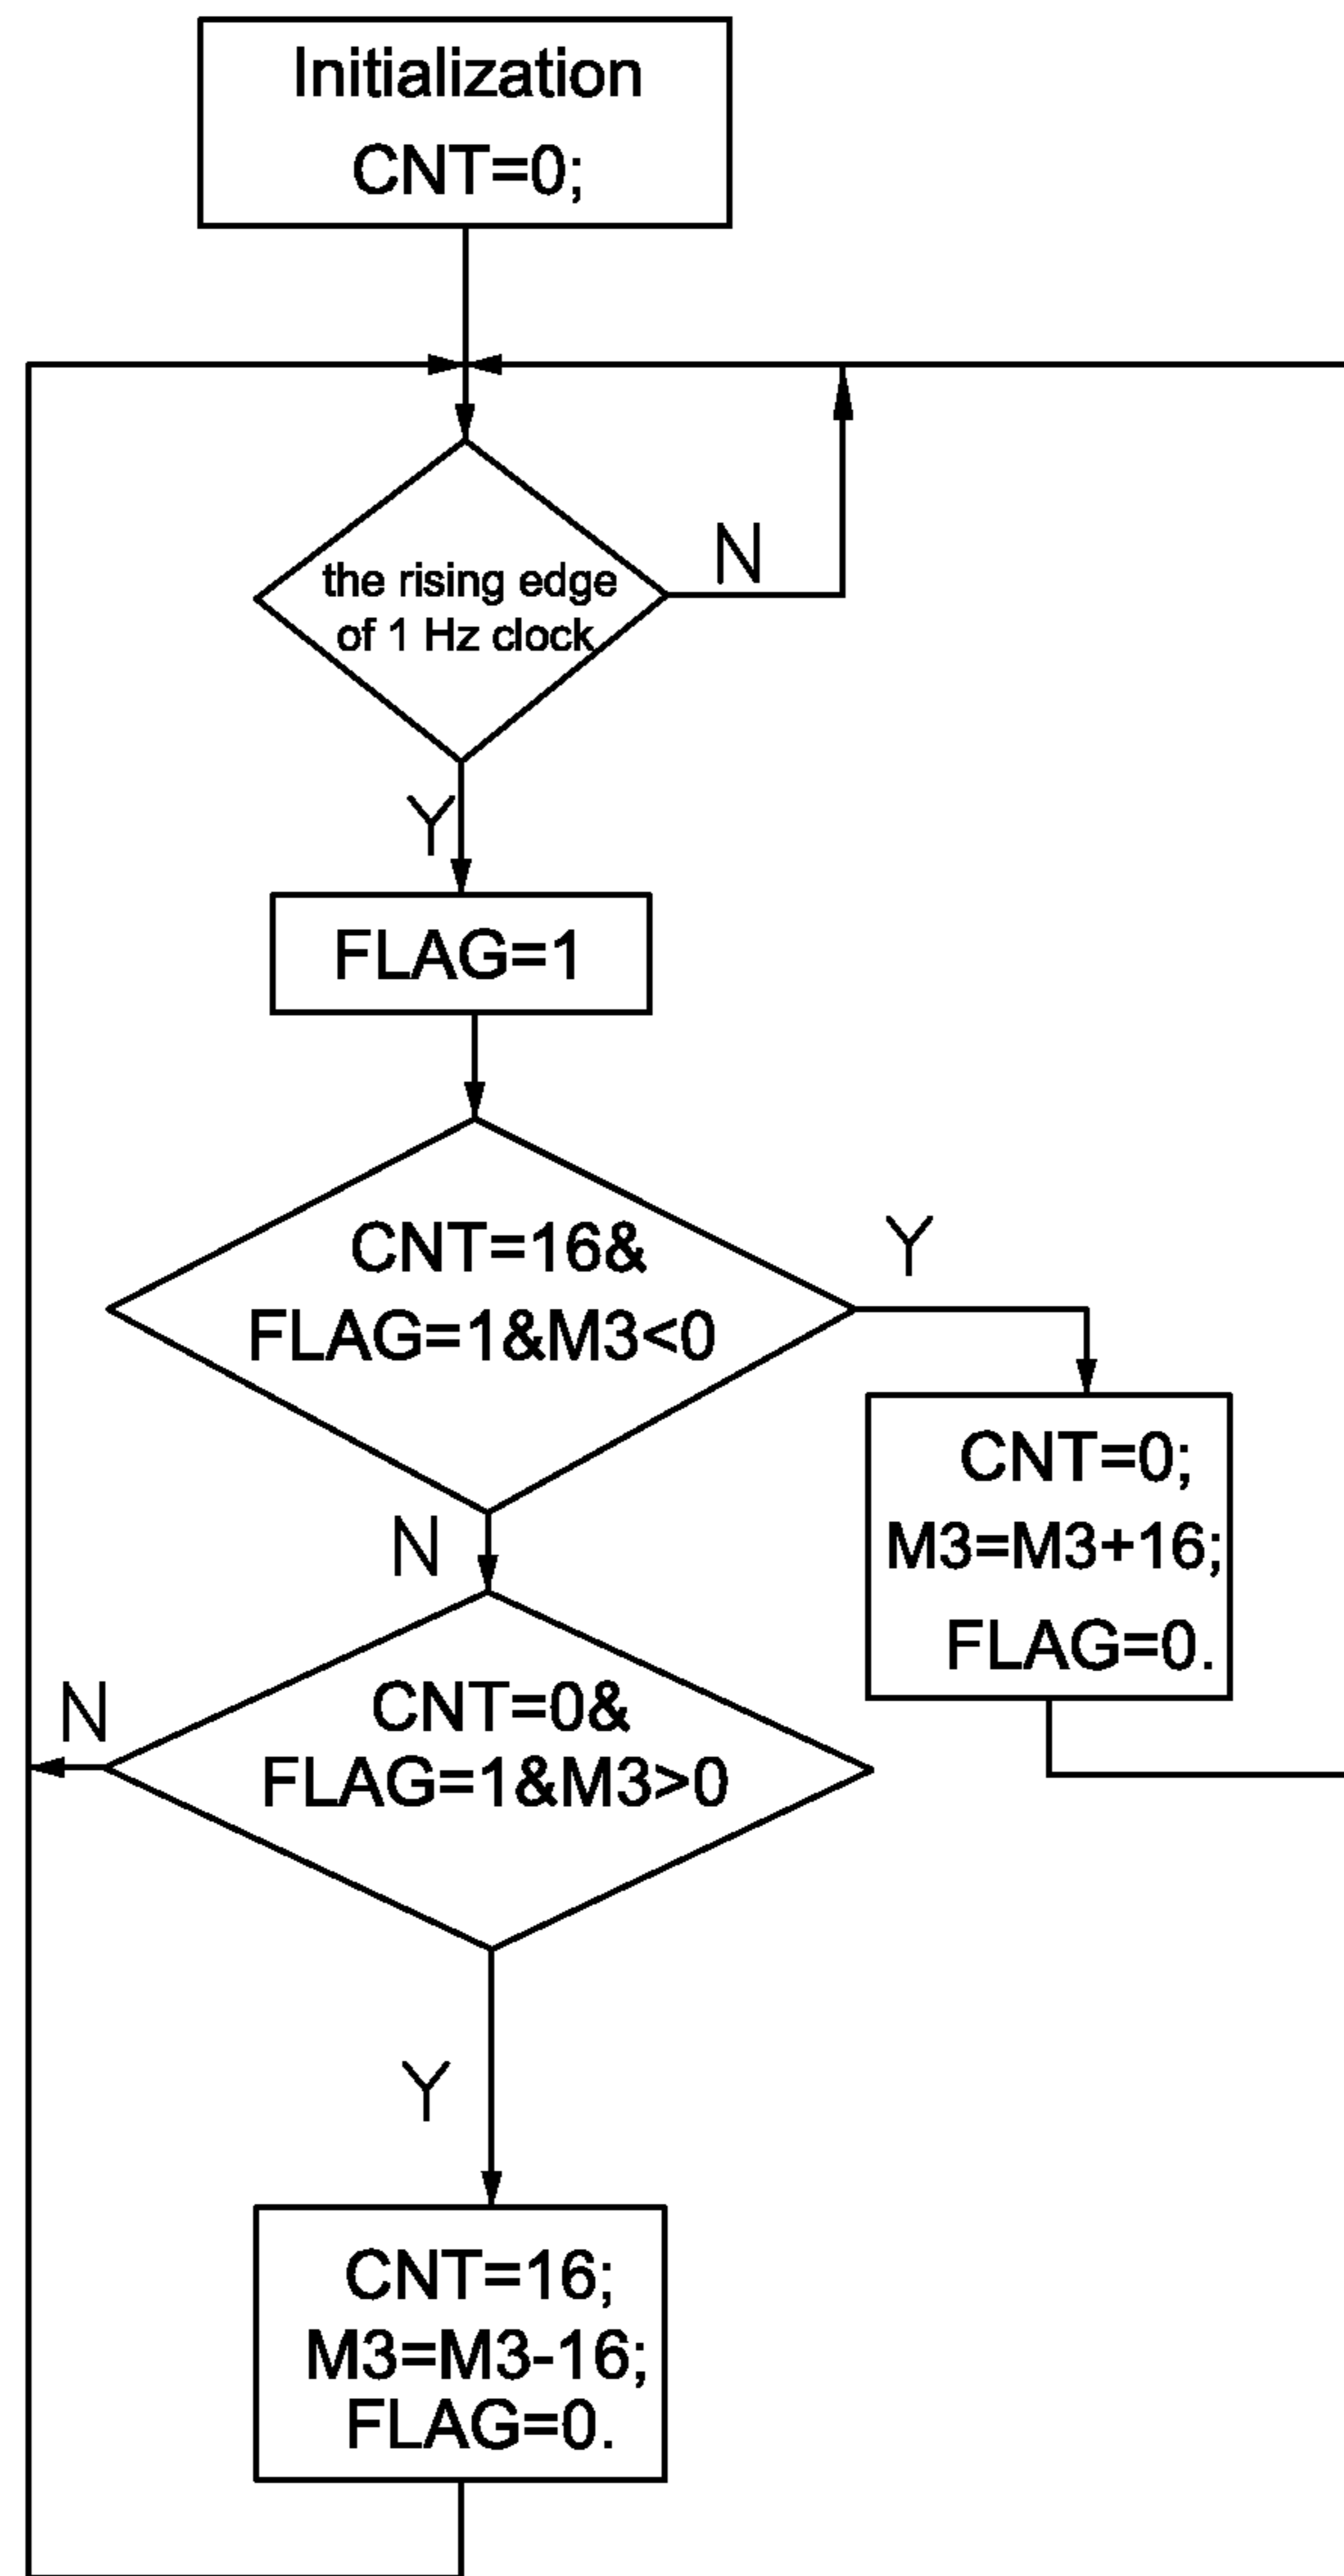 Initialization
CNT=0;
the rising edge
of 1 Hz clock
N
Y
FLAG=1
CNT=16&
FLAG=1&M3<0
Y
CNT=0;
M3=M3+16;
FLAG=0.
N
CNT=0&
FLAG=1&M3>0
N
Y
CNT=16;
M3=M3-16;
FLAG=0.